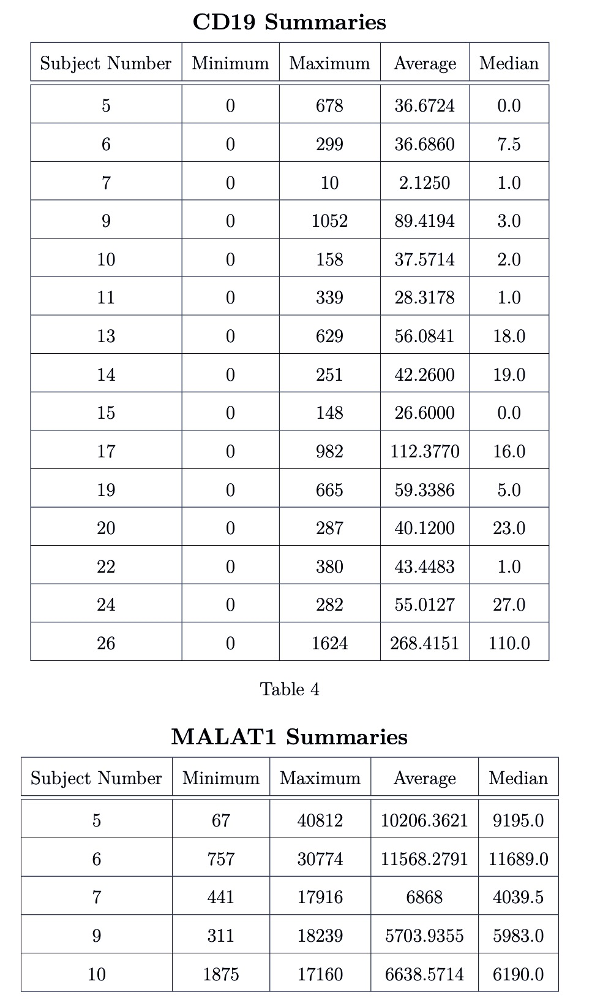 CD19 Summaries
Subject Number Minimum Maximum Average Median
5 0 678 36.6724 0.0
6 0 299 36.6860 7.5
7 0 10 2.1250 1.0
9 0 1052 89.4194 3.0
10 0 158 37.5714 2.0
11 0 339 28.3178 1.0
13 0 629 56.0841 18.0
14 0 251 42.2600 19.0
15 0 148 26.6000 0.0
17 0 982 112.3770 16.0
19 0 665 59.3386 5.0
20 0 287 40.1200 23.0
22 0 380 43.4483 1.0
24 0 282 55.0127 27.0
26 0 1624 268.4151 110.0
Table 4
MALAT1 Summaries
Subject Number Minimum Maximum Average Median
5 67 40812 10206.3621 9195.0
6 757 30774 11568.2791 11689.0
7 441 17916 6868 4039.5
9 311 18239 5703.9355 5983.0
10 1875 17160 6638.5714 6190.0